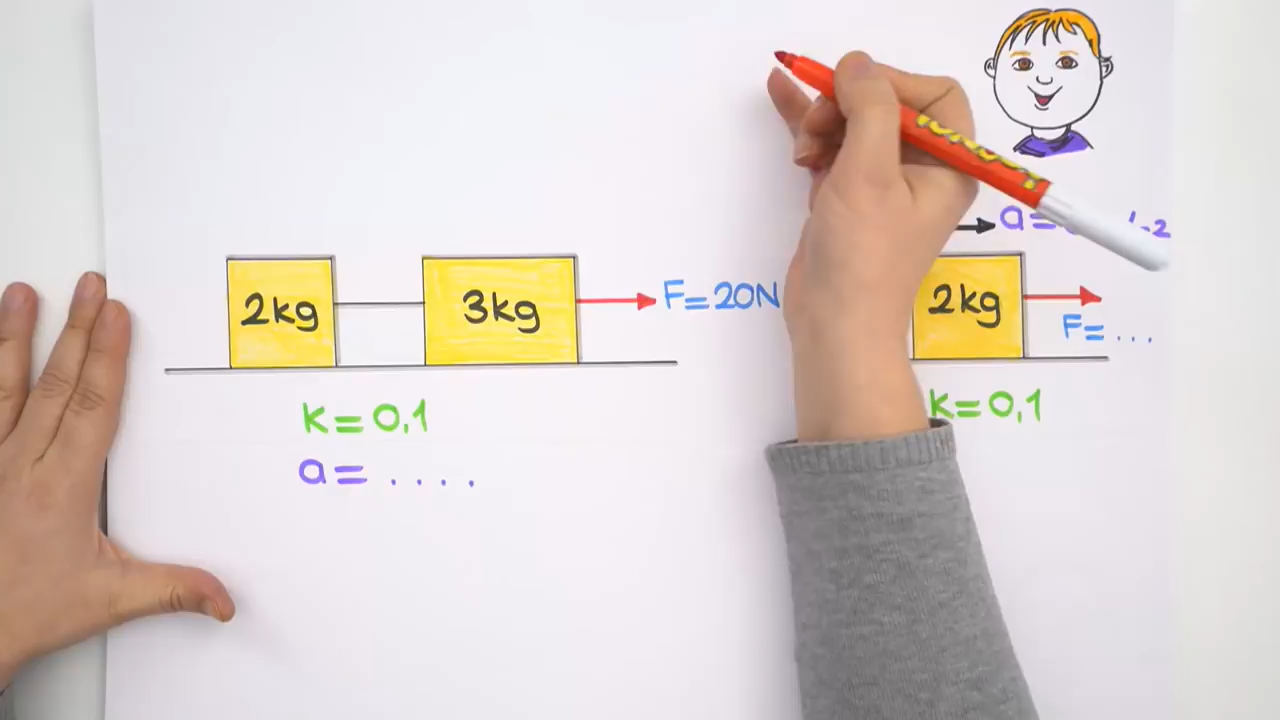 2kg 3kg F=20N
K=0,1
a=....
a=
2kg
F=...
K=0,1